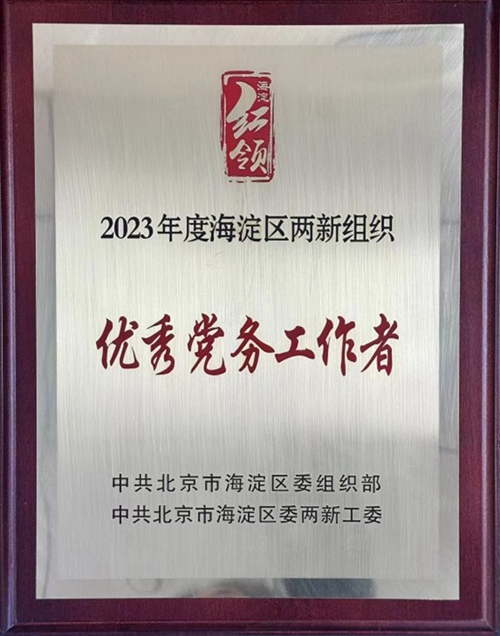 海淀
红领
2023年度海淀区两新组织
优秀党务工作者
中共北京市海淀区委组织部
中共北京市海淀区委两新工委